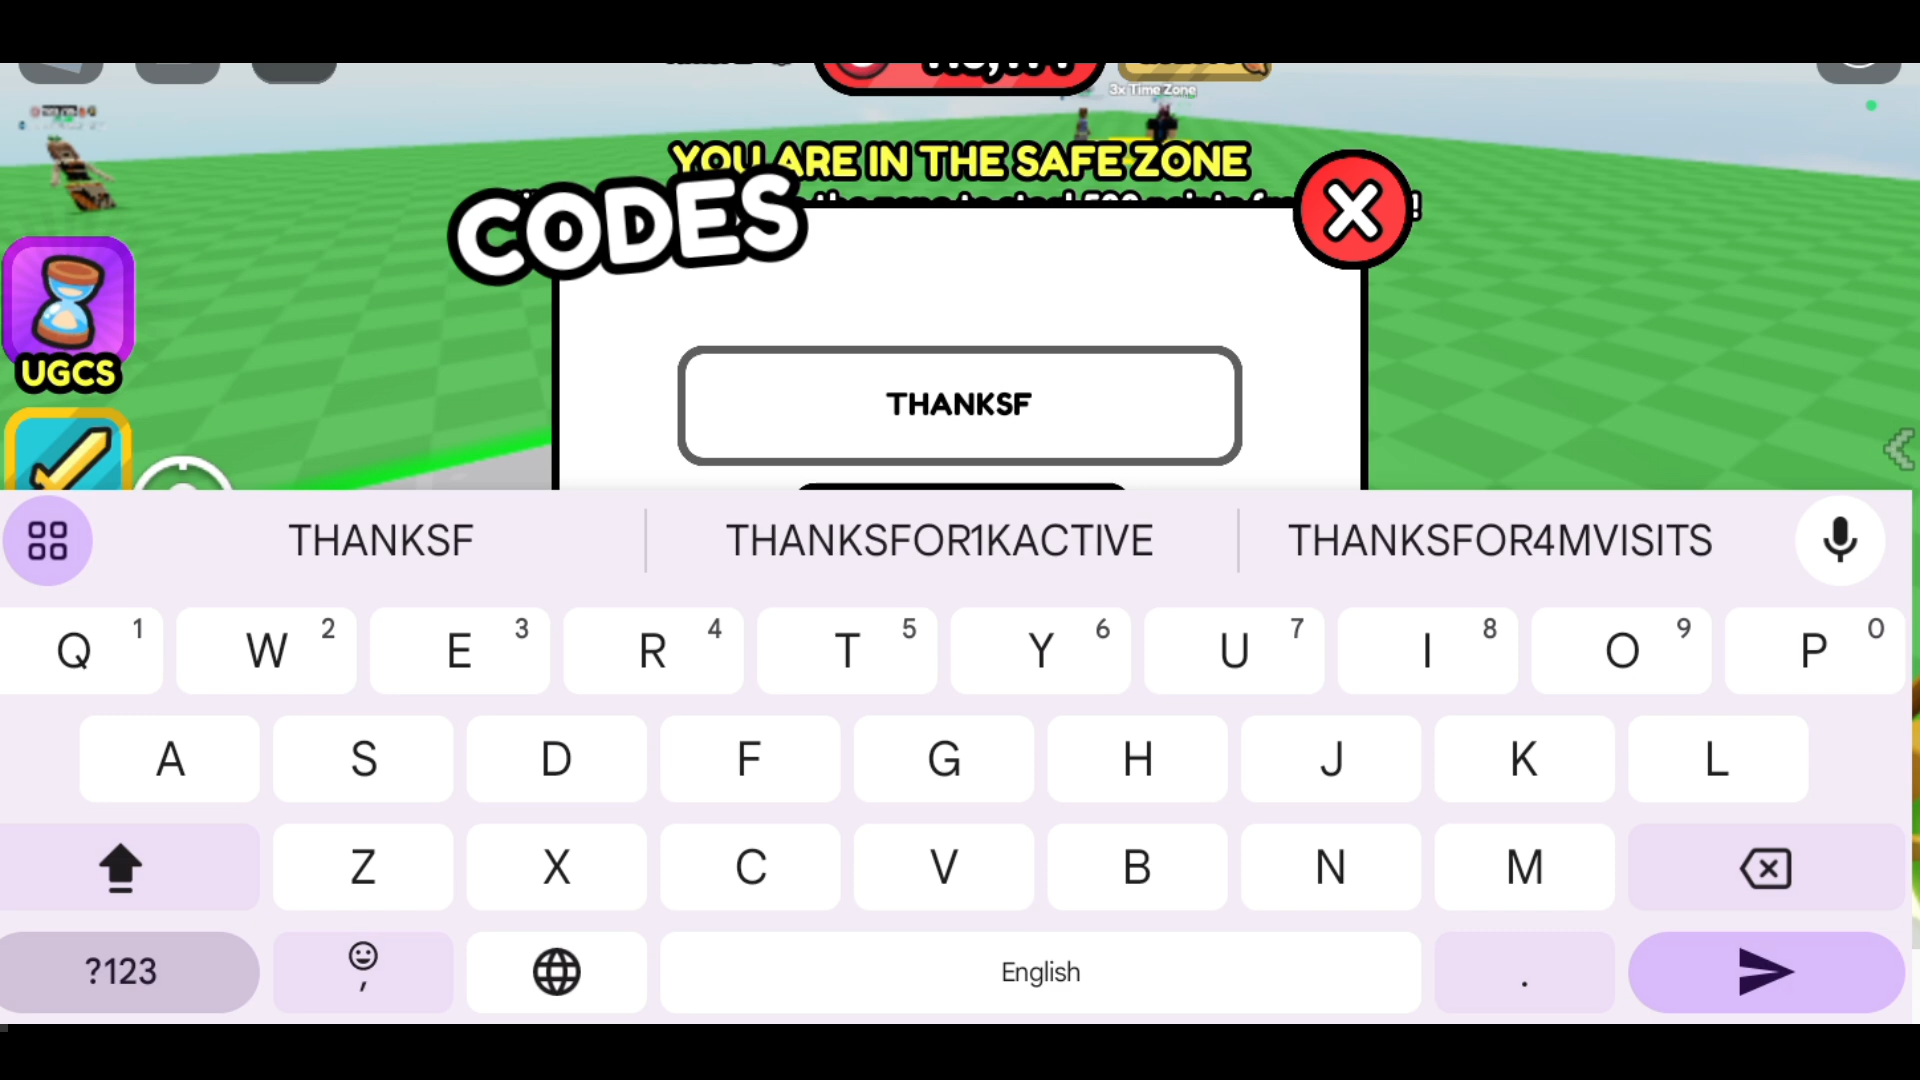 3x Time Zone
YOU ARE IN THE SAFE ZONE
CODES
UGCS
THANKSF
THANKSF
THANKSFOR1KACTIVE
THANKSFOR4MVISITS
Q 1 W 2 E 3 R 4 T 5 Y 6 U 7 I 8 O 9 P 0
A S D F G H J K L
Z X C V B N M
?123 , English .